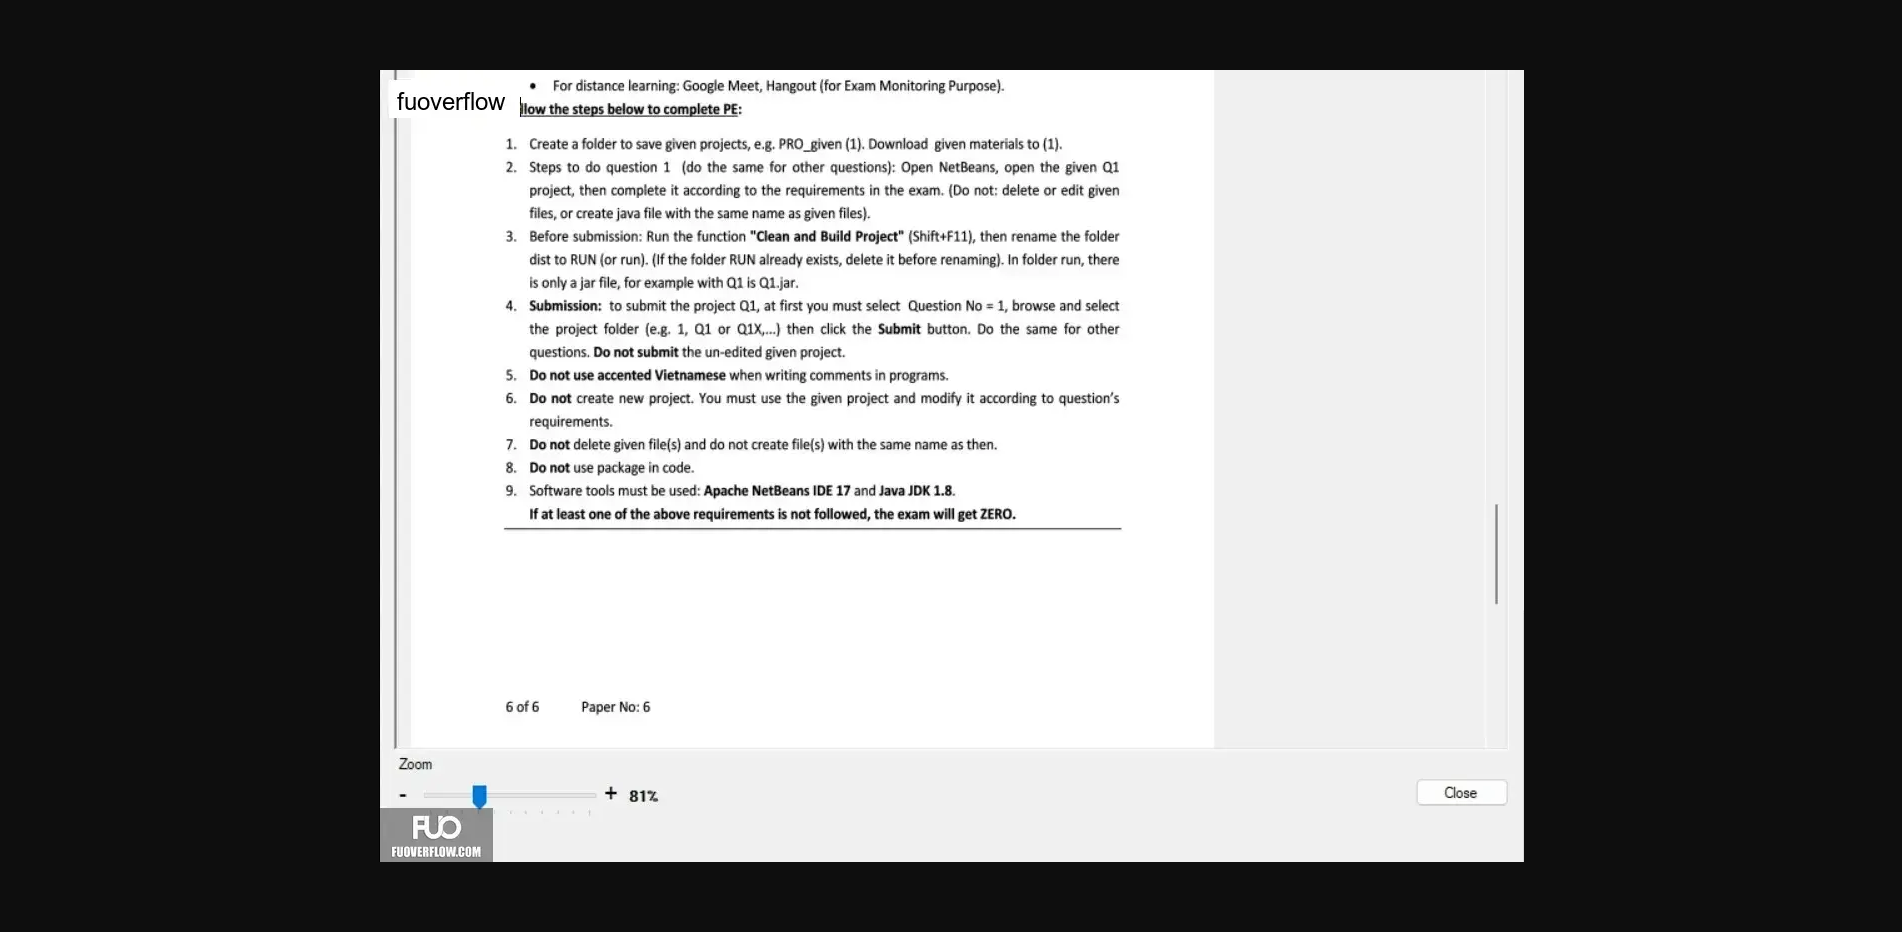 • For distance learning: Google Meet, Hangout (for Exam Monitoring Purpose).
fuoverflow
llow the steps below to complete PE:
1. Create a folder to save given projects, e.g. PRO_given (1). Download given materials to (1).
2. Steps to do question 1 (do the same for other questions): Open NetBeans, open the given Q1
project, then complete it according to the requirements in the exam. (Do not: delete or edit given
files, or create java file with the same name as given files).
3. Before submission: Run the function "Clean and Build Project" (Shift+F11), then rename the folder
dist to RUN (or run). (If the folder RUN already exists, delete it before renaming). In folder run, there
is only a jar file, for example with Q1 is Q1.jar.
4. Submission: to submit the project Q1, at first you must select Question No = 1, browse and select
the project folder (e.g. 1, Q1 or Q1X,...) then click the Submit button. Do the same for other
questions. Do not submit the un-edited given project.
5. Do not use accented Vietnamese when writing comments in programs.
6. Do not create new project. You must use the given project and modify it according to question's
requirements.
7. Do not delete given file(s) and do not create file(s) with the same name as then.
8. Do not use package in code.
9. Software tools must be used: Apache NetBeans IDE 17 and Java JDK 1.8.
If at least one of the above requirements is not followed, the exam will get ZERO.
6 of 6 Paper No: 6
Zoom
- + 81%
Close
FUO
FUOVERFLOW.COM